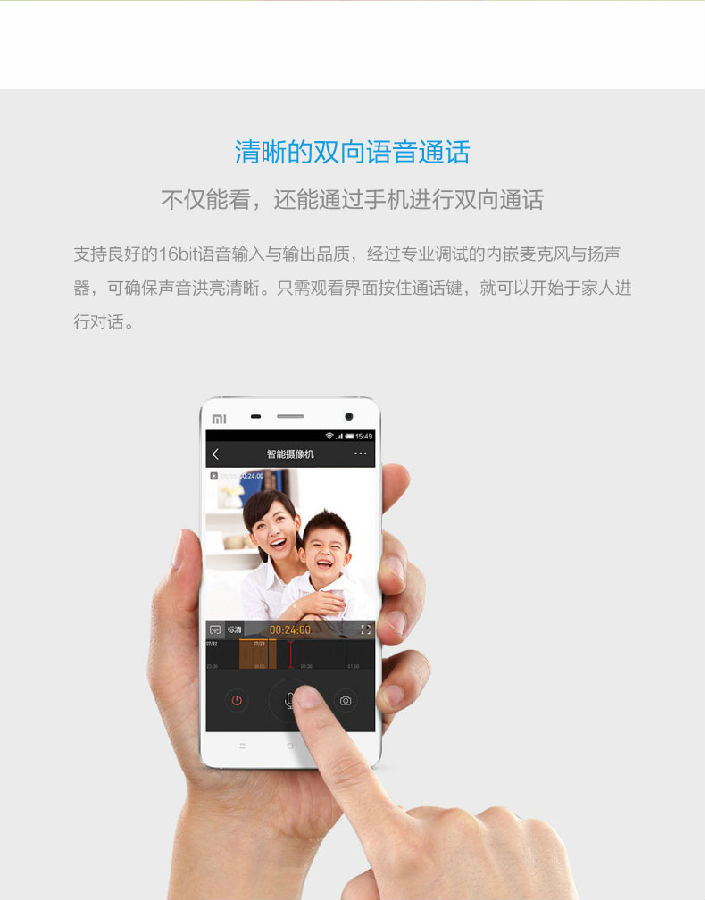 清晰的双向语音通话
不仅能看，还能通过手机进行双向通话
支持良好的16bit语音输入与输出品质，经过专业调试的内嵌麦克风与扬声
器，可确保声音洪亮清晰。只需观看界面按住通话键，就可以开始于家人进
行对话。
MI
15:49
智能摄像机
00:24:00
标清 00:24:00